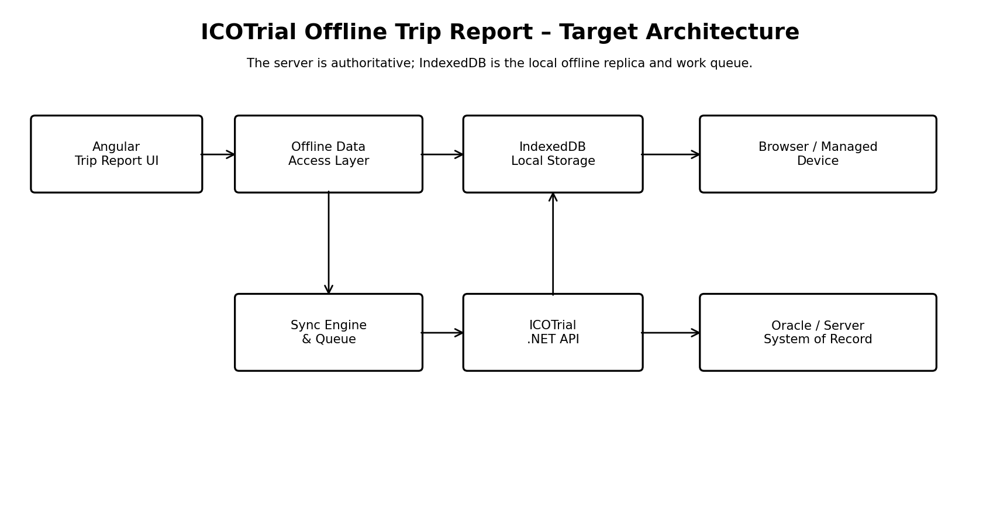 ICOTrial Offline Trip Report – Target Architecture
The server is authoritative; IndexedDB is the local offline replica and work queue.
Angular
Trip Report UI
Offline Data
Access Layer
IndexedDB
Local Storage
Browser / Managed
Device
Sync Engine
& Queue
ICOTrial
.NET API
Oracle / Server
System of Record